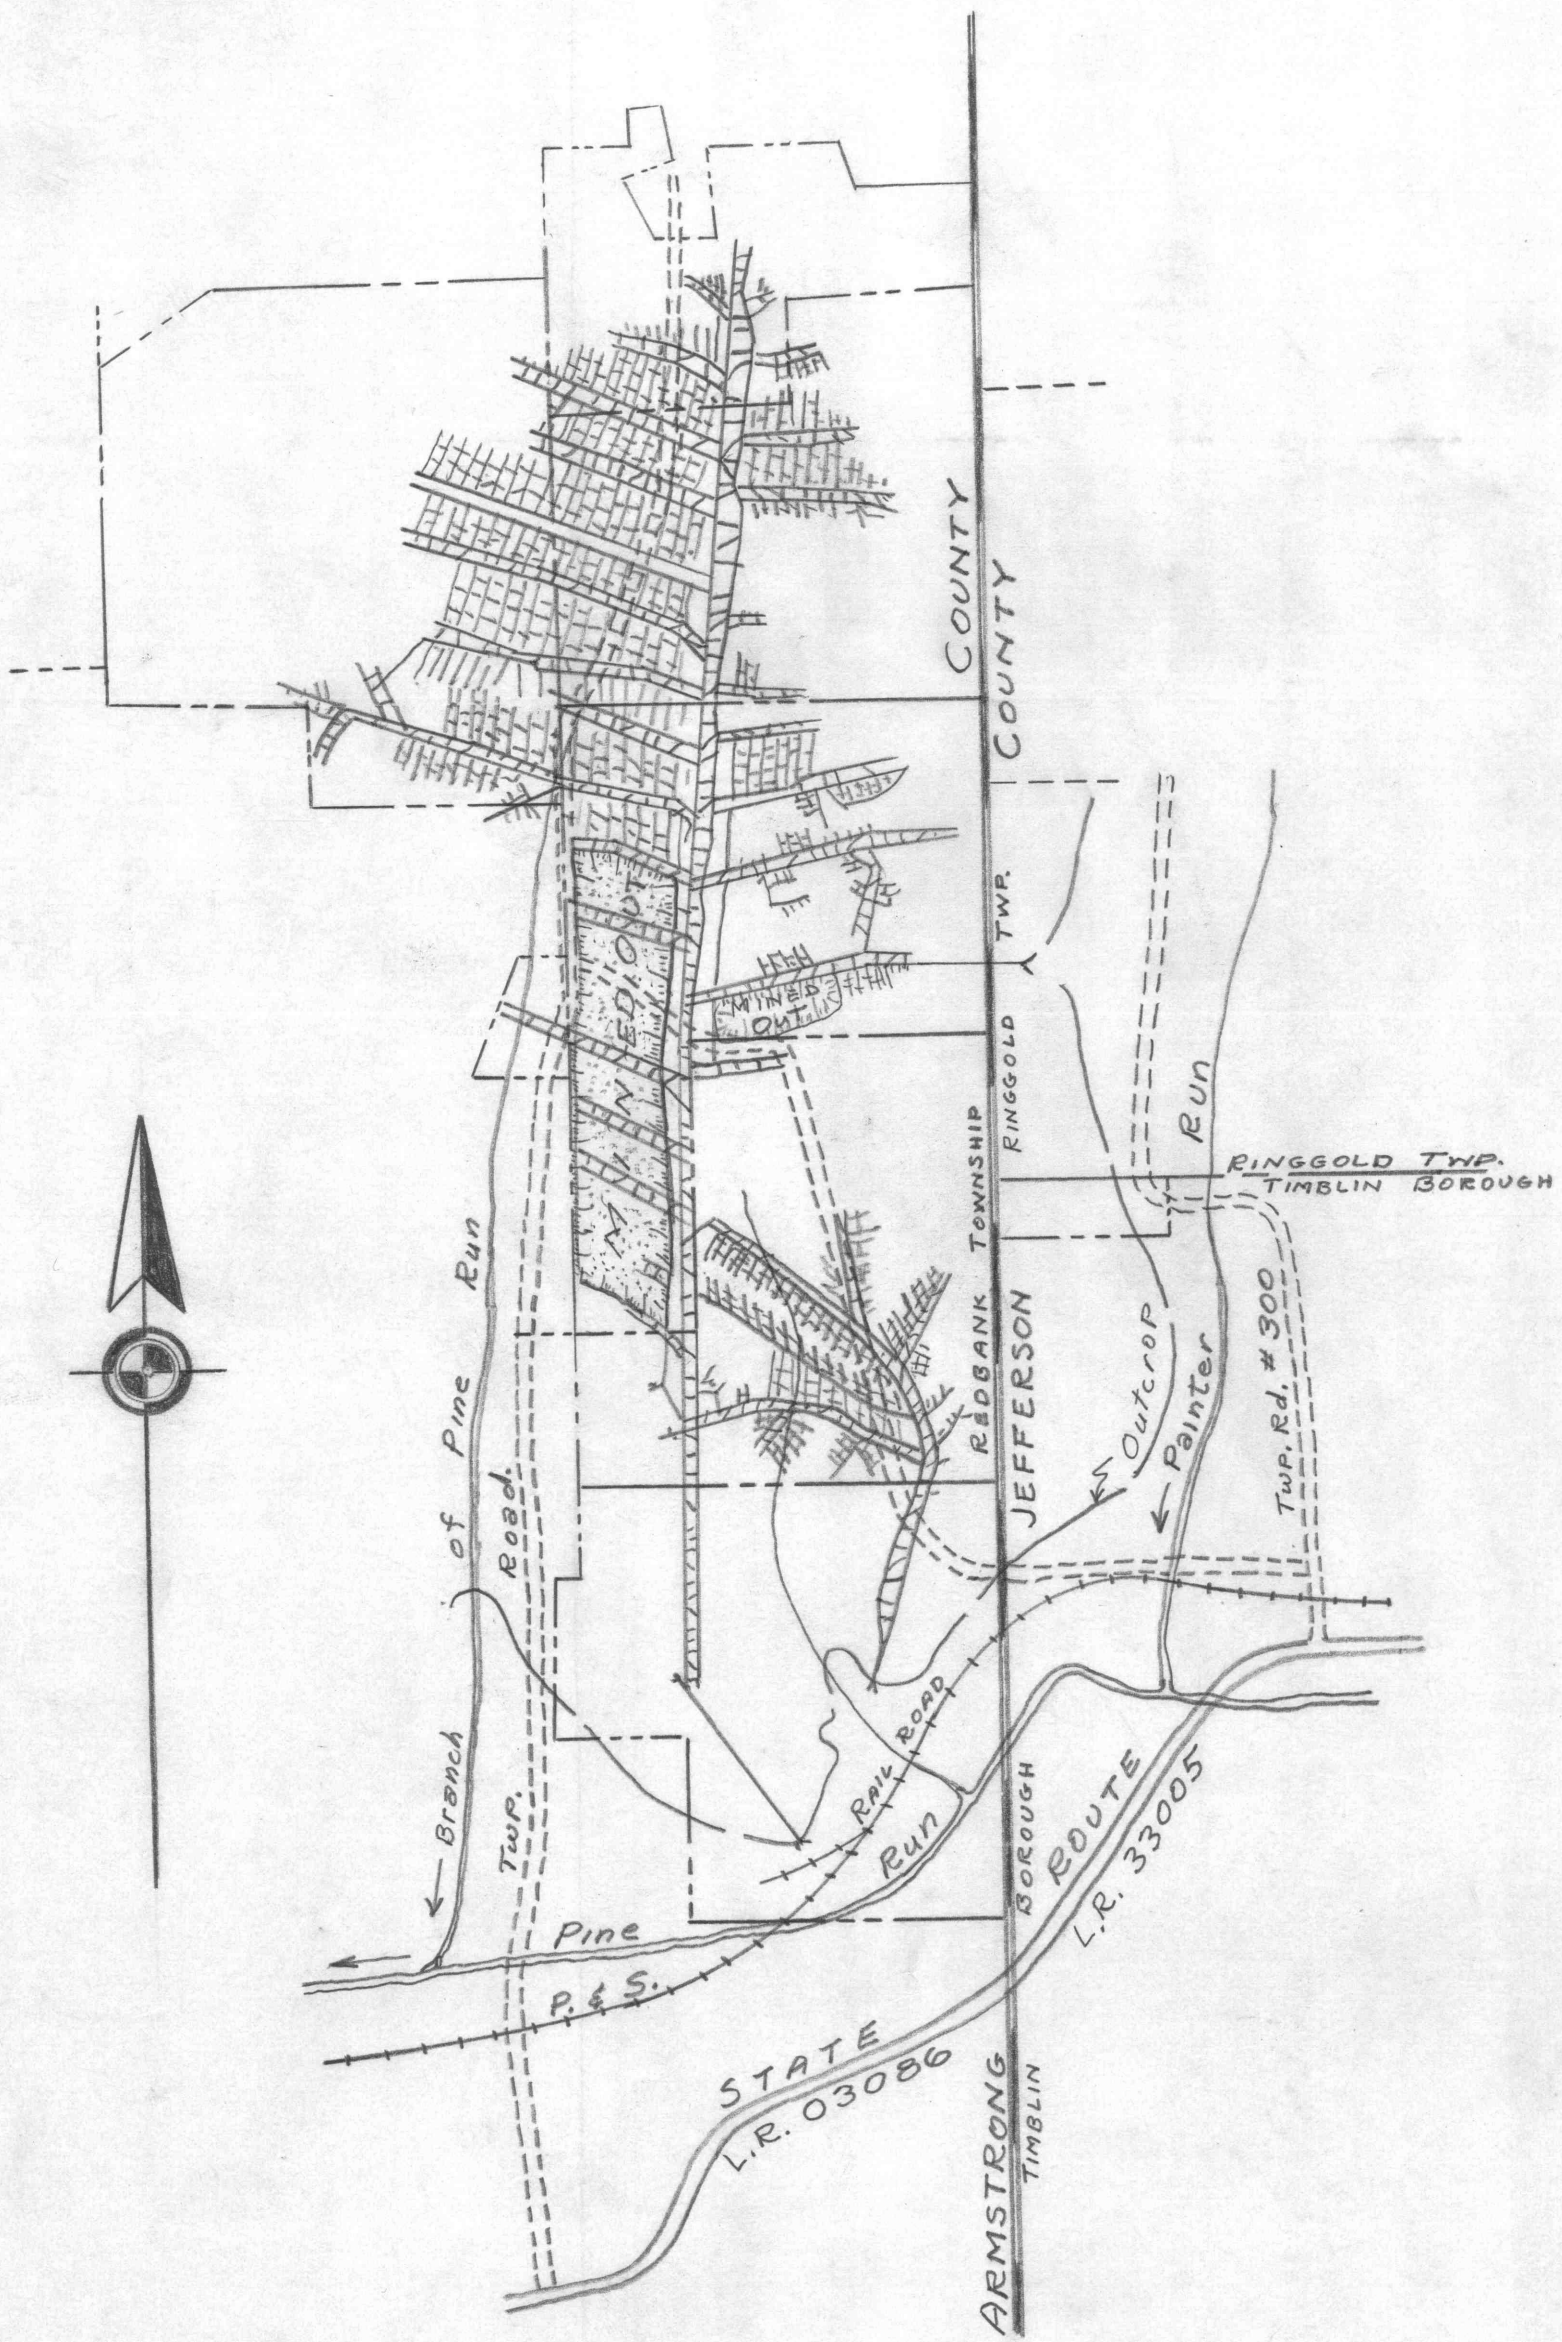 COUNTY
COUNTY
TWP.
RINGGOLD
MINED OUT
MINED
OUT
Run
RINGGOLD TWP.
TIMBLIN BOROUGH
REDBANK TOWNSHIP
JEFFERSON
Outcrop
Painter
Twp. Rd. # 300
Branch of Pine Run
Twp. Road
RAIL ROAD
Pine Run
P. & S.
BOROUGH
STATE ROUTE
L.R. 33005
L.R. 03086
ARMSTRONG
TIMBLIN